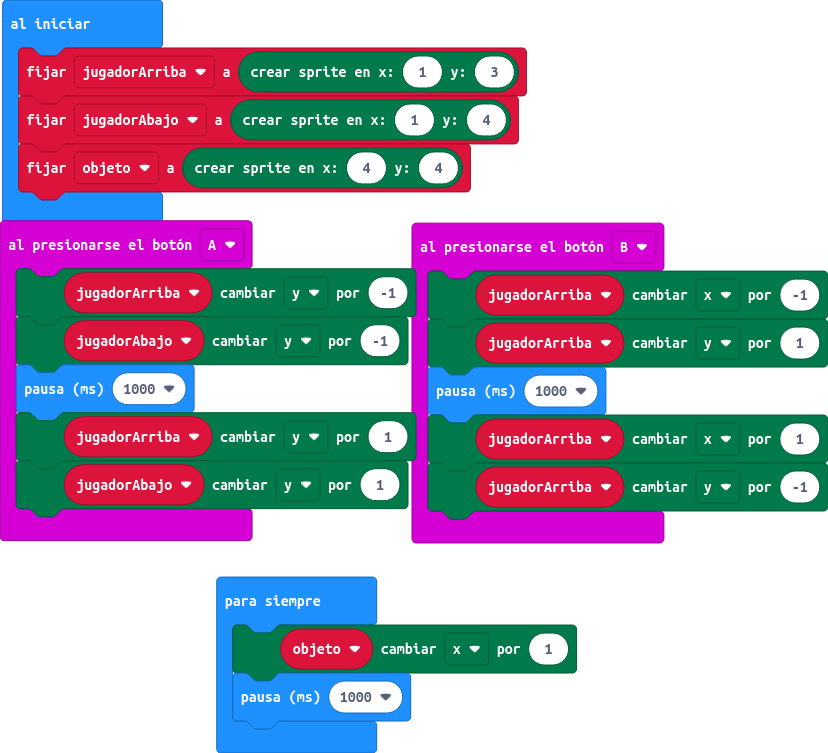 al iniciar
fijar jugadorArriba a crear sprite en x: 1 y: 3
fijar jugadorAbajo a crear sprite en x: 1 y: 4
fijar objeto a crear sprite en x: 4 y: 4
al presionarse el botón A
jugadorArriba cambiar y por -1
jugadorAbajo cambiar y por -1
pausa (ms) 1000
jugadorArriba cambiar y por 1
jugadorAbajo cambiar y por 1
al presionarse el botón B
jugadorArriba cambiar x por -1
jugadorArriba cambiar y por 1
pausa (ms) 1000
jugadorArriba cambiar x por 1
jugadorArriba cambiar y por -1
para siempre
objeto cambiar x por 1
pausa (ms) 1000